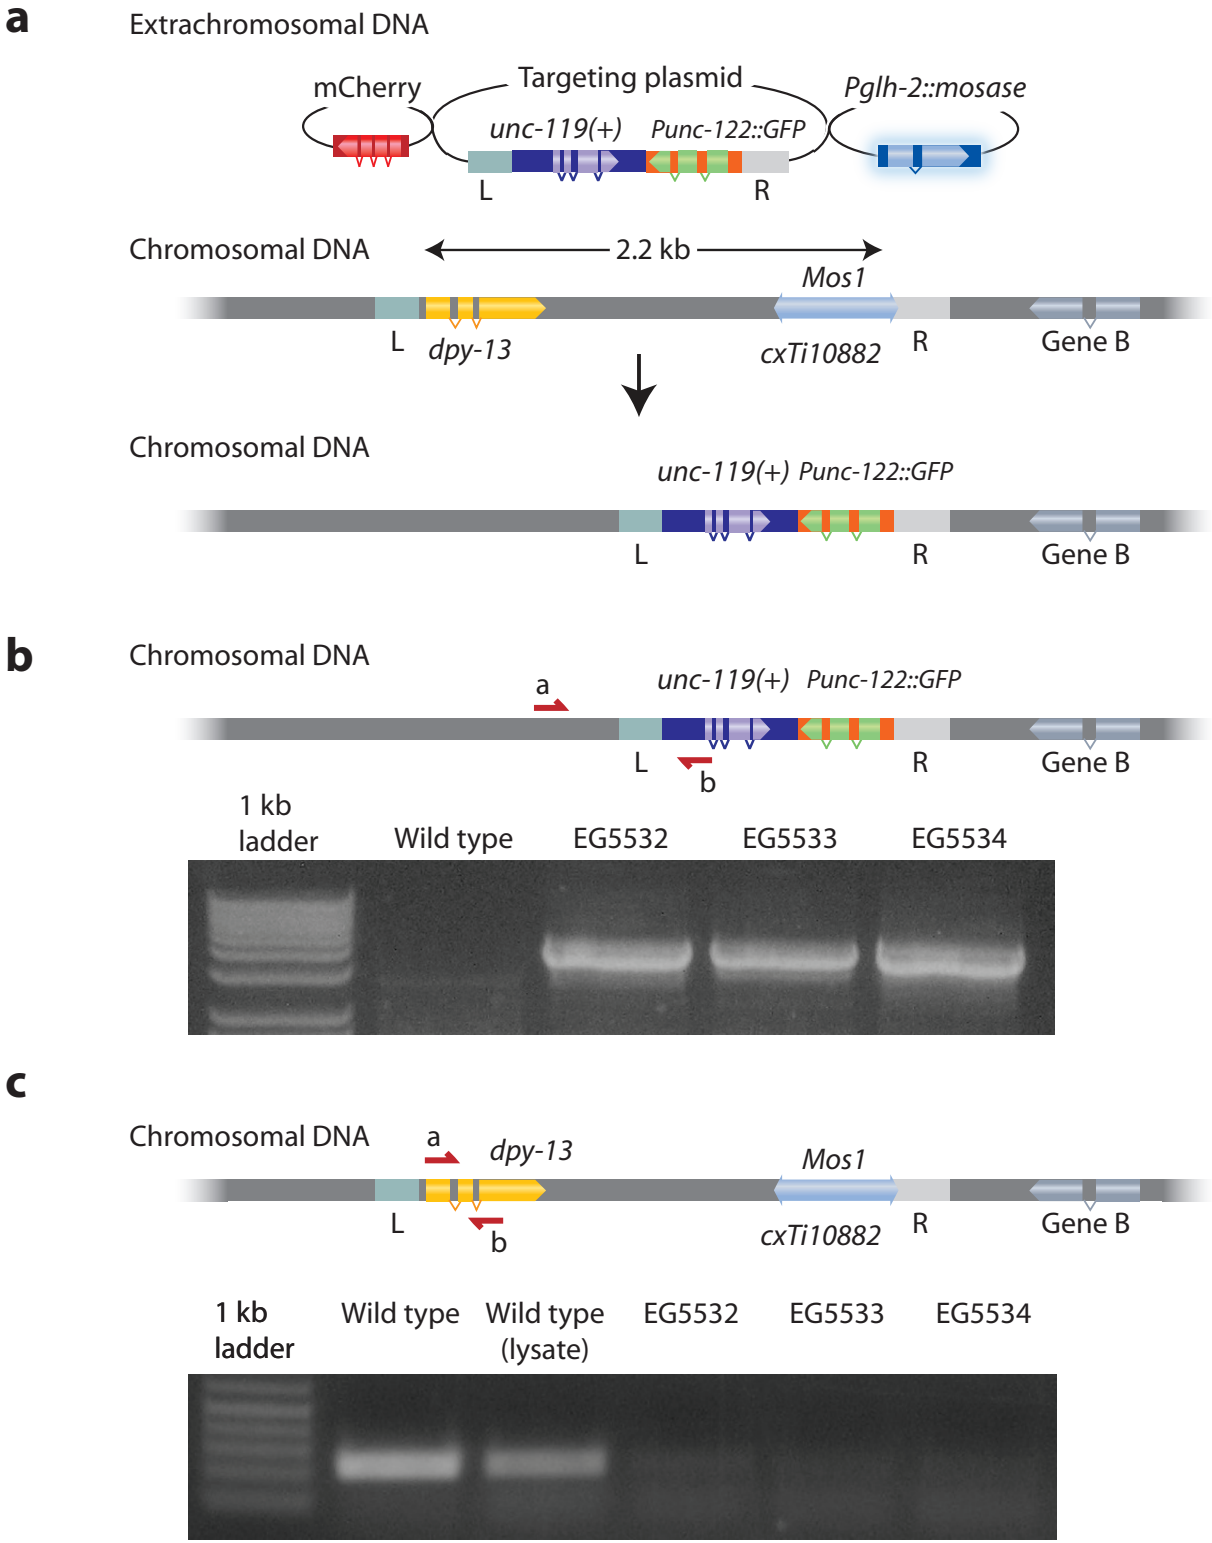 a
Extrachromosomal DNA
mCherry
Targeting plasmid
Pglh-2::mosase
unc-119(+)
Punc-122::GFP
L
R
Chromosomal DNA
2.2 kb
Mos1
L
dpy-13
cxTi10882
R
Gene B
Chromosomal DNA
unc-119(+) Punc-122::GFP
L
R
Gene B
b
Chromosomal DNA
a
unc-119(+) Punc-122::GFP
L
b
R
Gene B
1 kb
ladder
Wild type
EG5532
EG5533
EG5534
c
Chromosomal DNA
a
dpy-13
Mos1
L
b
cxTi10882
R
Gene B
1 kb
ladder
Wild type
Wild type
(lysate)
EG5532
EG5533
EG5534